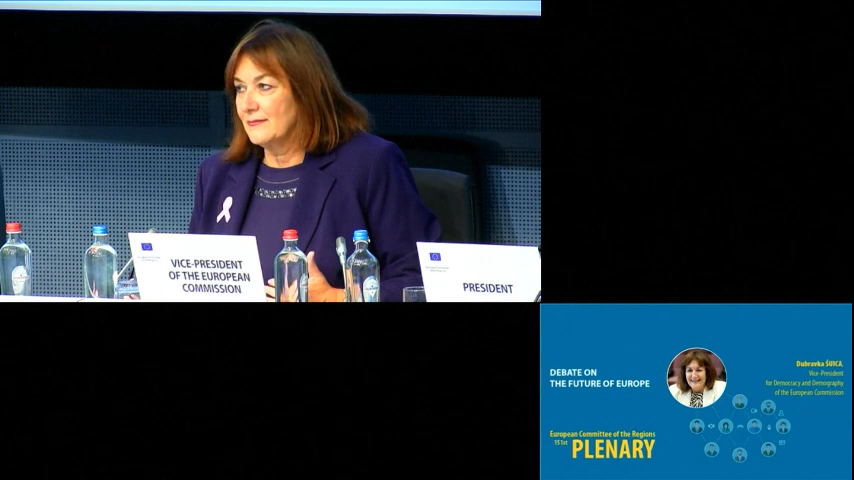 VICE-PRESIDENT
OF THE EUROPEAN
COMMISSION
PRESIDENT
DEBATE ON
THE FUTURE OF EUROPE
Dubravka ŠUICA,
Vice-President
for Democracy and Demography
of the European Commission
European Committee of the Regions
151st
PLENARY